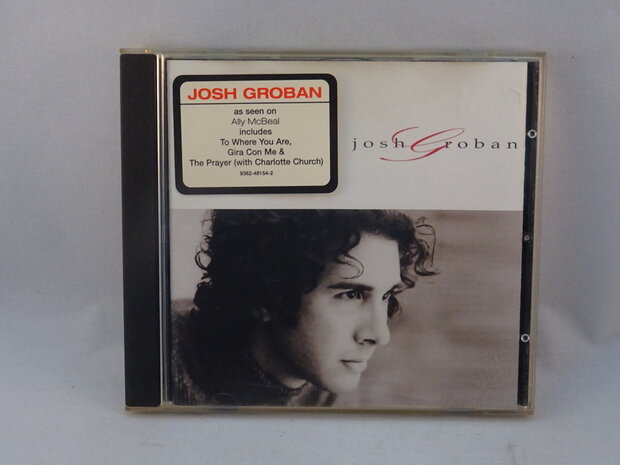 JOSH GROBAN
as seen on
Ally McBeal
includes
To Where You Are,
Gira Con Me &
The Prayer (with Charlotte Church)
9362-48154-2
josh Groban